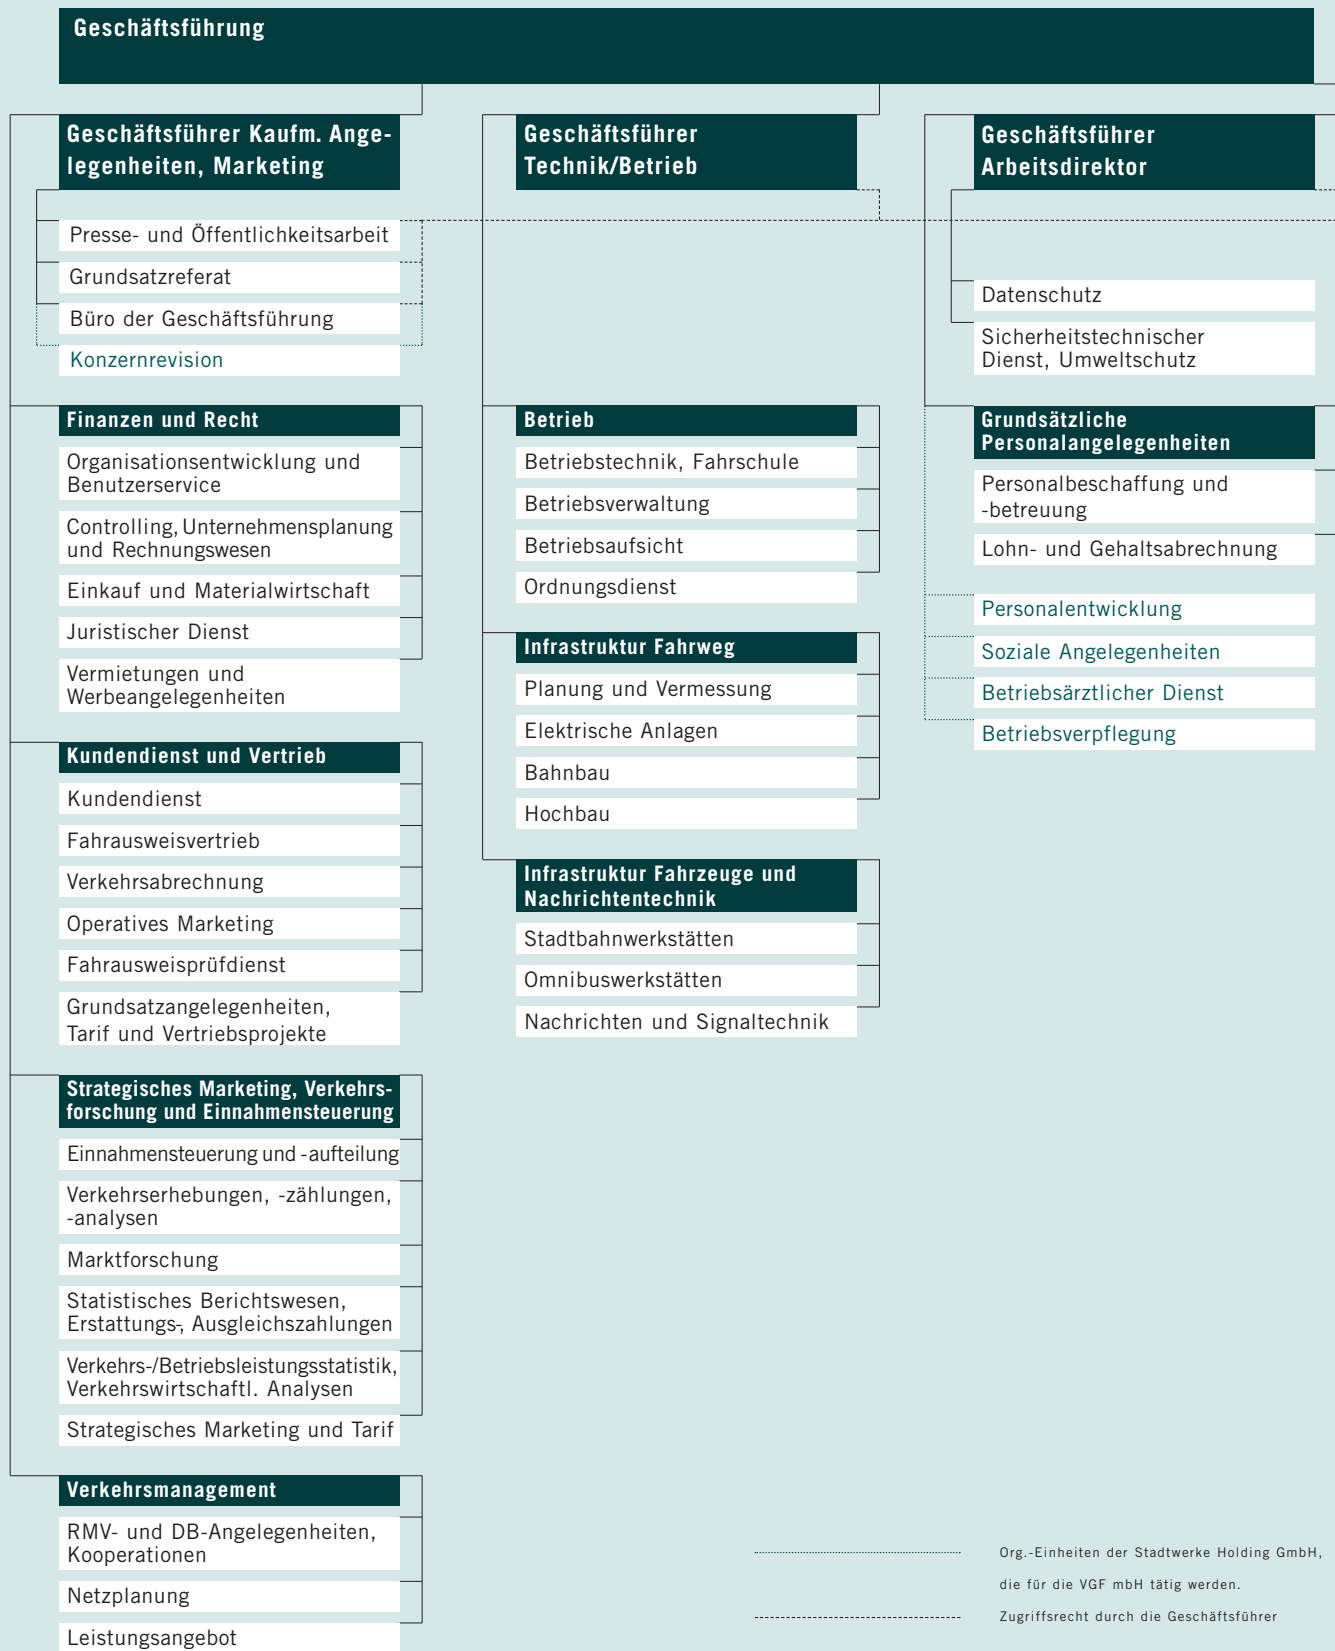 Geschäftsführung
Geschäftsführer Kaufm. Ange-
legenheiten, Marketing
Presse- und Öffentlichkeitsarbeit
Grundsatzreferat
Büro der Geschäftsführung
Konzernrevision
Finanzen und Recht
Organisationsentwicklung und
Benutzerservice
Controlling, Unternehmensplanung
und Rechnungswesen
Einkauf und Materialwirtschaft
Juristischer Dienst
Vermietungen und
Werbeangelegenheiten
Kundendienst und Vertrieb
Kundendienst
Fahrausweisvertrieb
Verkehrsabrechnung
Operatives Marketing
Fahrausweisprüfdienst
Grundsatzangelegenheiten,
Tarif und Vertriebsprojekte
Strategisches Marketing, Verkehrs-
forschung und Einnahmensteuerung
Einnahmensteuerung und -aufteilung
Verkehrserhebungen, -zählungen,
-analysen
Marktforschung
Statistisches Berichtswesen,
Erstattungs-, Ausgleichszahlungen
Verkehrs-/Betriebsleistungsstatistik,
Verkehrswirtschaftl. Analysen
Strategisches Marketing und Tarif
Verkehrsmanagement
RMV- und DB-Angelegenheiten,
Kooperationen
Netzplanung
Leistungsangebot
Geschäftsführer
Technik/Betrieb
Betrieb
Betriebstechnik, Fahrschule
Betriebsverwaltung
Betriebsaufsicht
Ordnungsdienst
Infrastruktur Fahrweg
Planung und Vermessung
Elektrische Anlagen
Bahnbau
Hochbau
Infrastruktur Fahrzeuge und
Nachrichtentechnik
Stadtbahnwerkstätten
Omnibuswerkstätten
Nachrichten und Signaltechnik
Geschäftsführer
Arbeitsdirektor
Datenschutz
Sicherheitstechnischer
Dienst, Umweltschutz
Grundsätzliche
Personalangelegenheiten
Personalbeschaffung und
-betreuung
Lohn- und Gehaltsabrechnung
Personalentwicklung
Soziale Angelegenheiten
Betriebsärztlicher Dienst
Betriebsverpflegung
Org.-Einheiten der Stadtwerke Holding GmbH,
die für die VGF mbH tätig werden.
Zugriffsrecht durch die Geschäftsführer